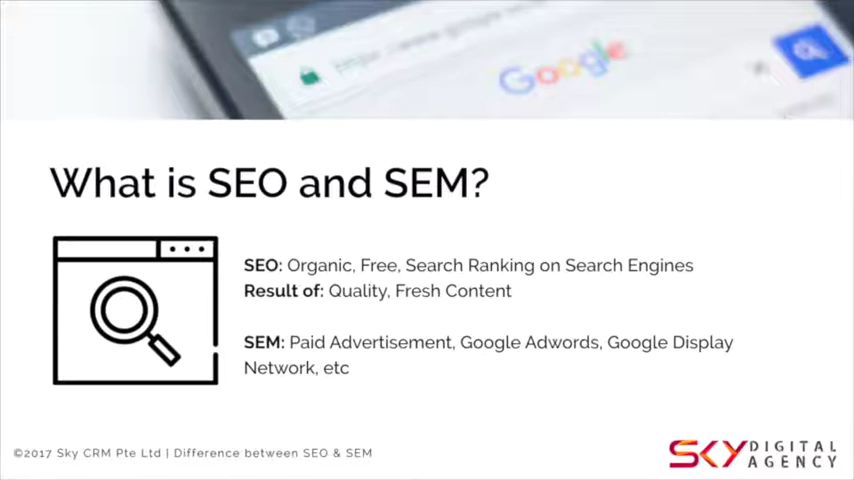 Google
What is SEO and SEM?
SEO: Organic, Free, Search Ranking on Search Engines
Result of: Quality, Fresh Content
SEM: Paid Advertisement, Google Adwords, Google Display
Network, etc
©2017 Sky CRM Pte Ltd | Difference between SEO & SEM
SKY DIGITAL
AGENCY